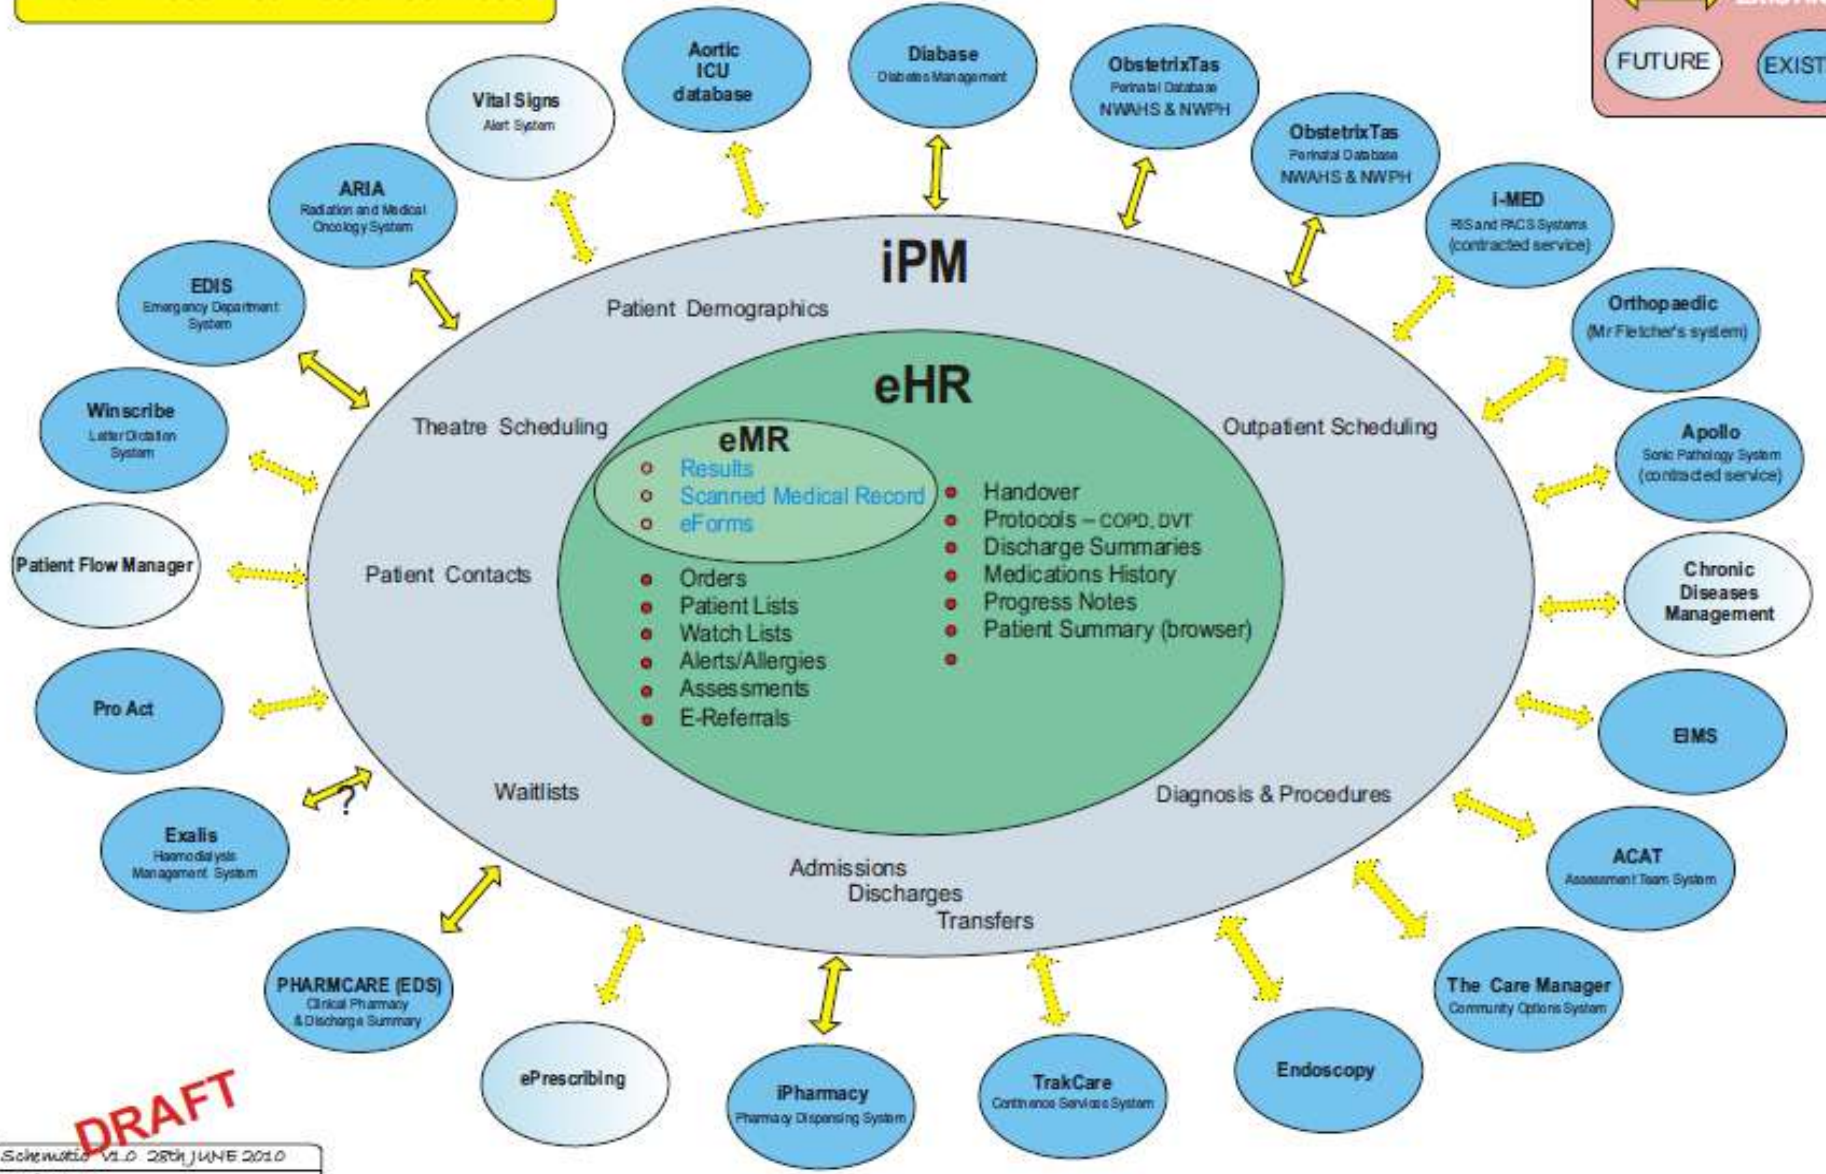 FUTURE
EXIST
Aortic
ICU
database
Diabase
Diabetes Management
ObstetrixTas
Perinatal Database
NWAHS & NWPH
ObstetrixTas
Perinatal Database
NWAHS & NWPH
Vital Signs
Alert System
ARIA
Radiation and Medical
Oncology System
i-MED
RIS and PACS Systems
(contracted service)
EDIS
Emergency Department
System
Orthopaedic
(Mr Fletcher's system)
Winscribe
Letter Dictation
System
Apollo
Sonic Pathology System
(contracted service)
Patient Flow Manager
Chronic
Diseases
Management
Pro Act
EIMS
Exalis
Haemodialysis
Management System
?
ACAT
Assessment Team System
PHARMCARE (EDS)
Clinical Pharmacy
& Discharge Summary
The Care Manager
Community Options System
ePrescribing
iPharmacy
Pharmacy Dispensing System
TrakCare
Continence Services System
Endoscopy
iPM
Patient Demographics
Theatre Scheduling
Outpatient Scheduling
Patient Contacts
Waitlists
Diagnosis & Procedures
Admissions
Discharges
Transfers
eHR
eMR
Results
Scanned Medical Record
eForms
Orders
Patient Lists
Watch Lists
Alerts/Allergies
Assessments
E-Referrals
Handover
Protocols – COPD, DVT
Discharge Summaries
Medications History
Progress Notes
Patient Summary (browser)
DRAFT
Schematic V1.0 28th JUNE 2010